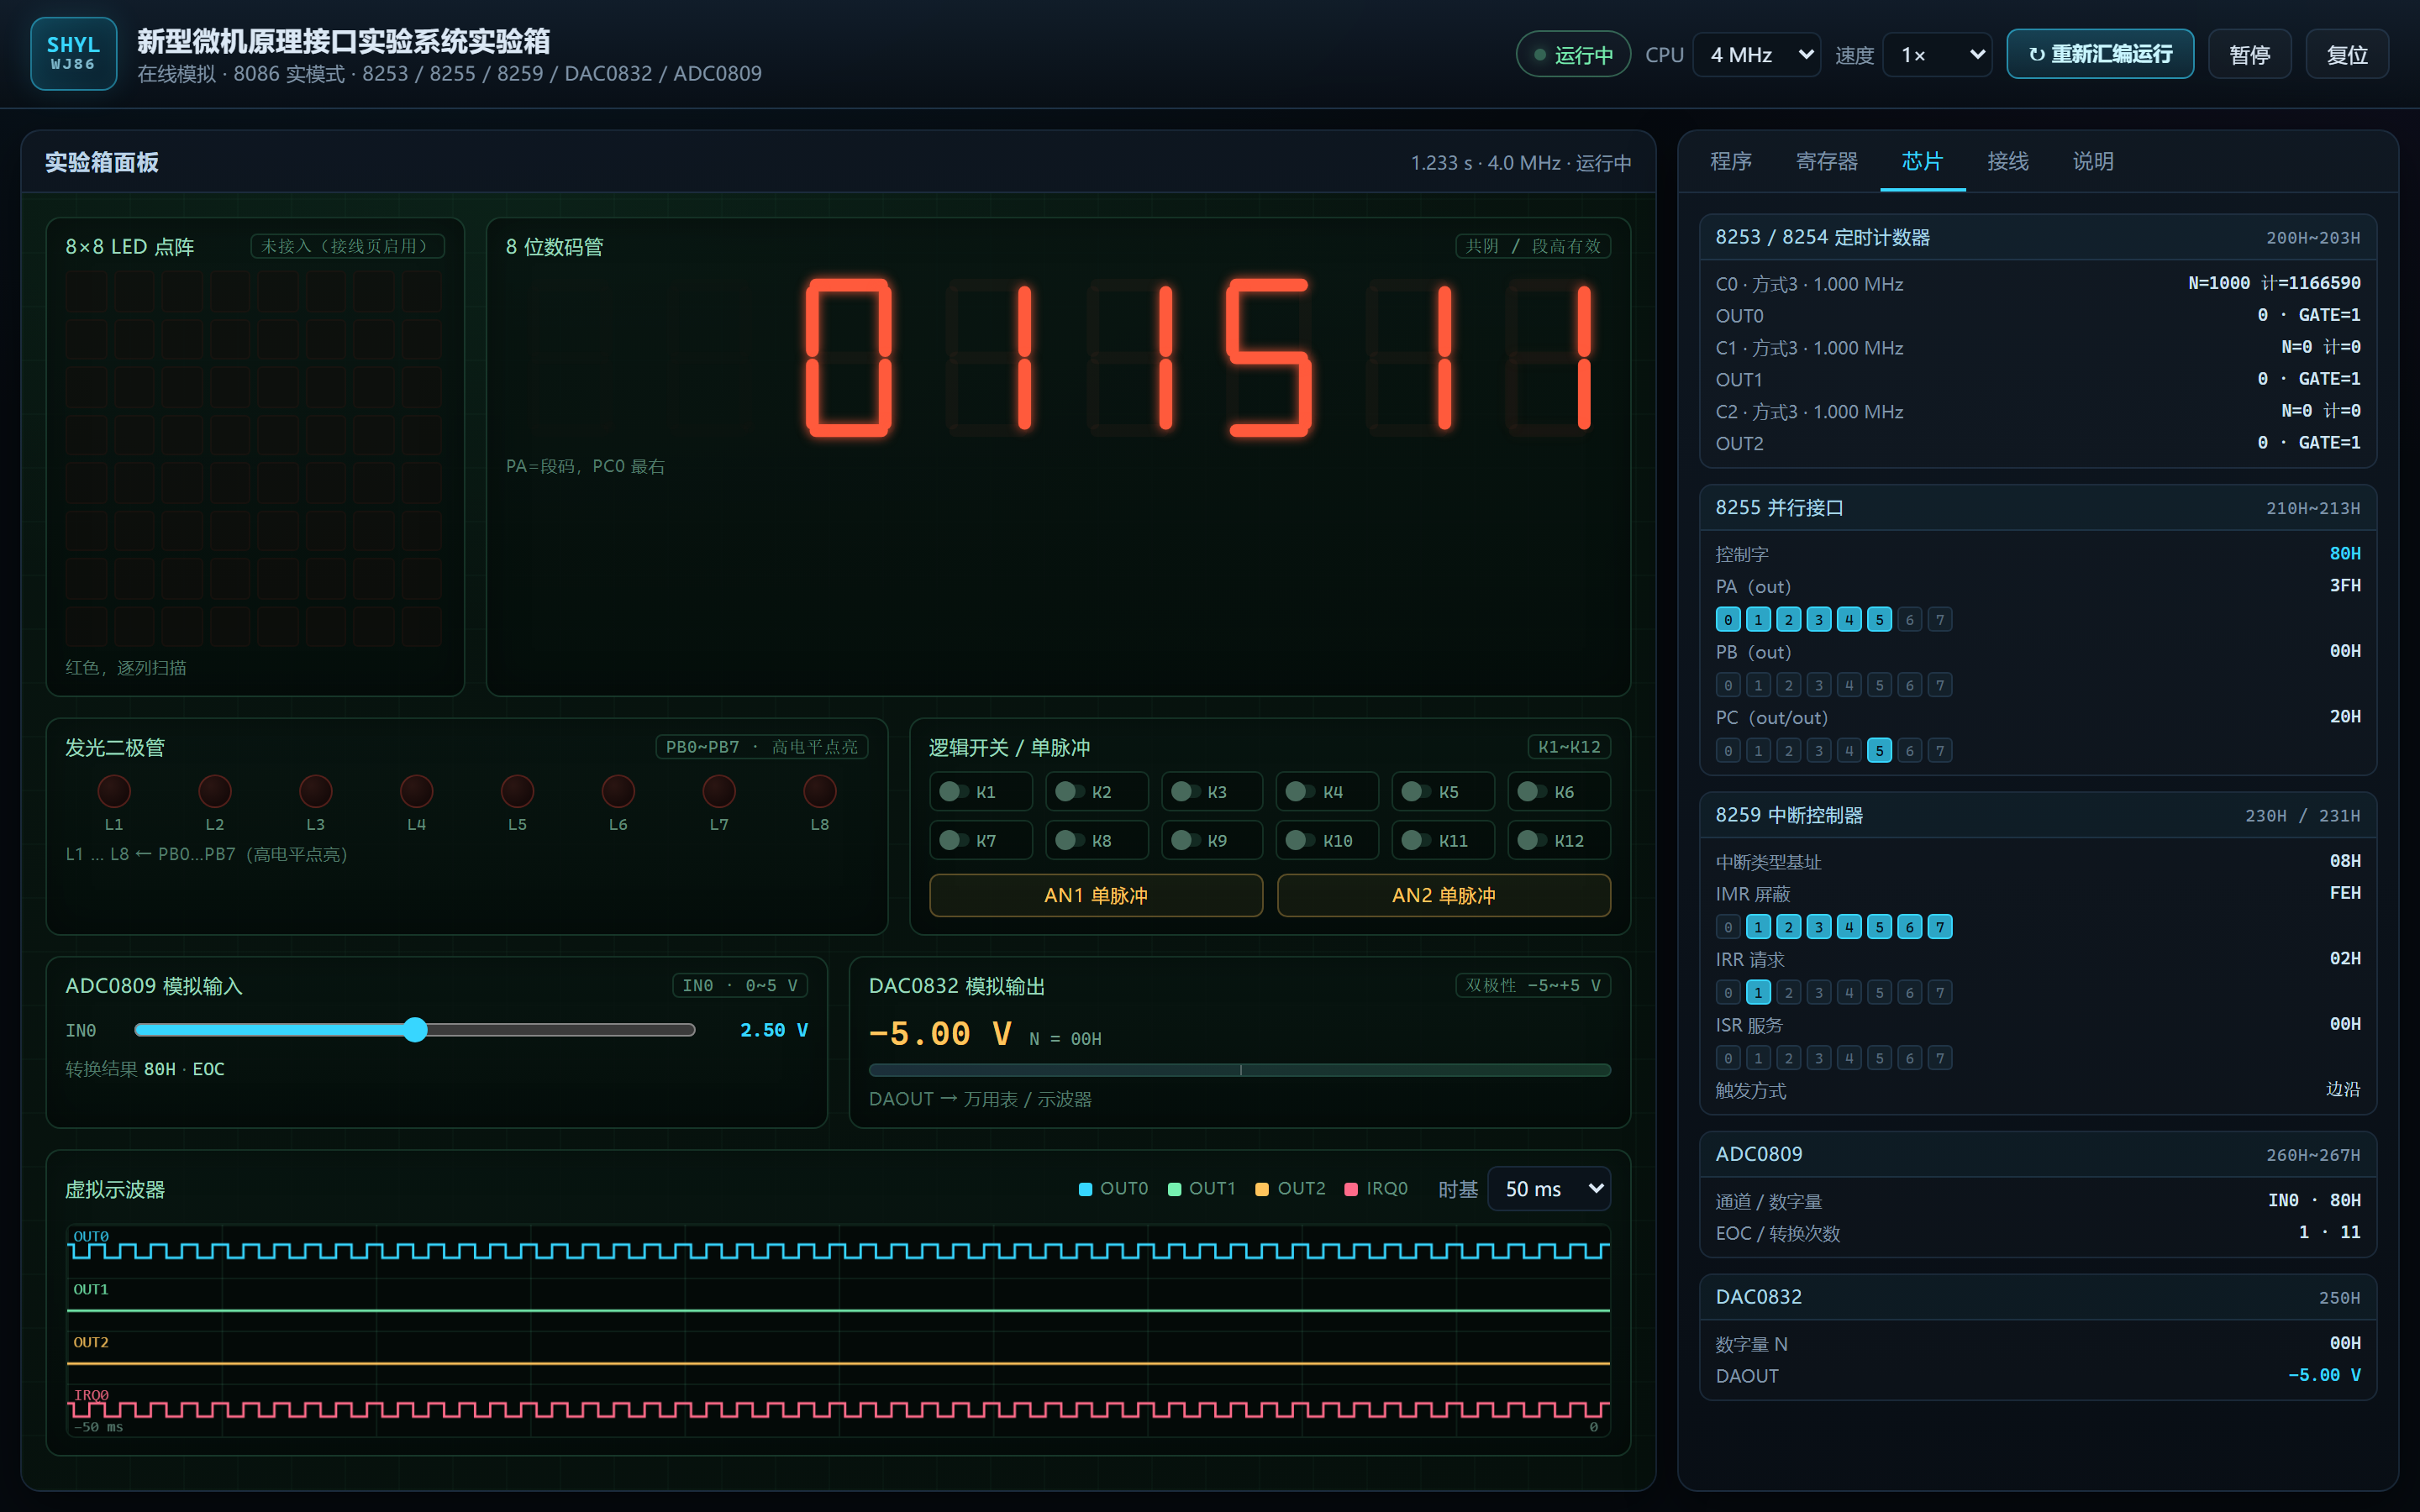 SHYL
WJ86
新型微机原理接口实验系统实验箱
在线模拟 · 8086 实模式 · 8253 / 8255 / 8259 / DAC0832 / ADC0809
运行中
CPU
4 MHz
速度
1×
↻ 重新汇编运行
暂停
复位
实验箱面板
1.233 s · 4.0 MHz · 运行中
8×8 LED 点阵
未接入（接线页启用）
红色，逐列扫描
8 位数码管
共阴 / 段高有效
011511
PA=段码，PC0 最右
发光二极管
PB0~PB7 · 高电平点亮
L1 L2 L3 L4 L5 L6 L7 L8
L1 … L8 ← PB0…PB7（高电平点亮）
逻辑开关 / 单脉冲
K1~K12
K1 K2 K3 K4 K5 K6
K7 K8 K9 K10 K11 K12
AN1 单脉冲
AN2 单脉冲
ADC0809 模拟输入
IN0 · 0~5 V
IN0
2.50 V
转换结果 80H · EOC
DAC0832 模拟输出
双极性 −5~+5 V
−5.00 V N = 00H
DAOUT → 万用表 / 示波器
虚拟示波器
OUT0 OUT1 OUT2 IRQ0
时基
50 ms
OUT0
OUT1
OUT2
IRQ0
−50 ms
0
程序 寄存器 芯片 接线 说明
8253 / 8254 定时计数器
200H~203H
C0 · 方式3 · 1.000 MHz
N=1000 计=1166590
OUT0
0 · GATE=1
C1 · 方式3 · 1.000 MHz
N=0 计=0
OUT1
0 · GATE=1
C2 · 方式3 · 1.000 MHz
N=0 计=0
OUT2
0 · GATE=1
8255 并行接口
210H~213H
控制字
80H
PA（out）
3FH
0 1 2 3 4 5 6 7
PB（out）
00H
0 1 2 3 4 5 6 7
PC（out/out）
20H
0 1 2 3 4 5 6 7
8259 中断控制器
230H / 231H
中断类型基址
08H
IMR 屏蔽
FEH
0 1 2 3 4 5 6 7
IRR 请求
02H
0 1 2 3 4 5 6 7
ISR 服务
00H
0 1 2 3 4 5 6 7
触发方式
边沿
ADC0809
260H~267H
通道 / 数字量
IN0 · 80H
EOC / 转换次数
1 · 11
DAC0832
250H
数字量 N
00H
DAOUT
−5.00 V